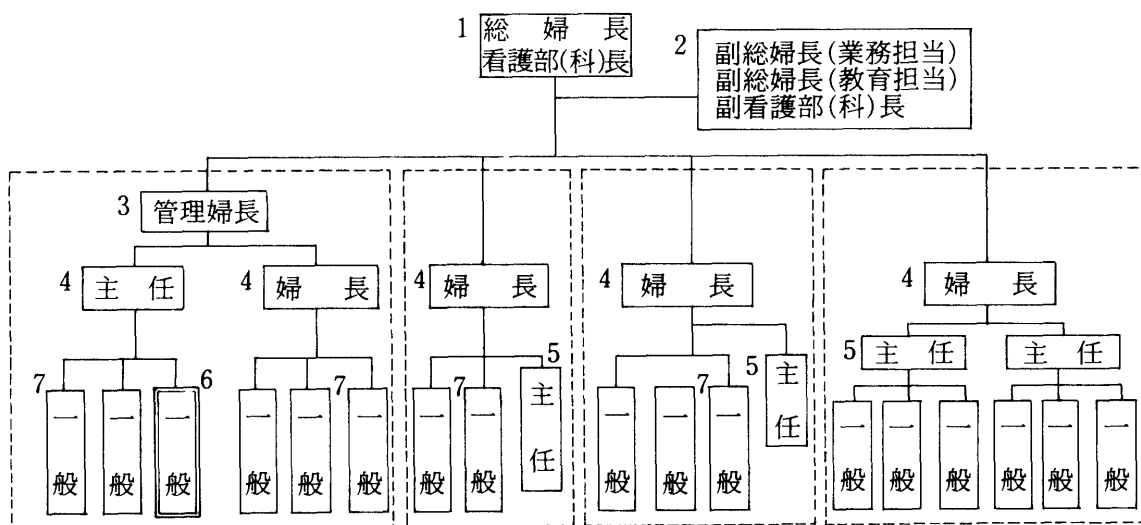 1 総婦長
看護部(科)長
2 副総婦長(業務担当)
副総婦長(教育担当)
副看護部(科)長
3 管理婦長
4 主任
4 婦長
4 婦長
4 婦長
4 婦長
5 主任
主任
7 一般
一般
6 一般
一般
一般
7 一般
一般
7 一般
5 主任
一般
一般
7 一般
5 主任
一般
一般
一般
一般
一般
一般